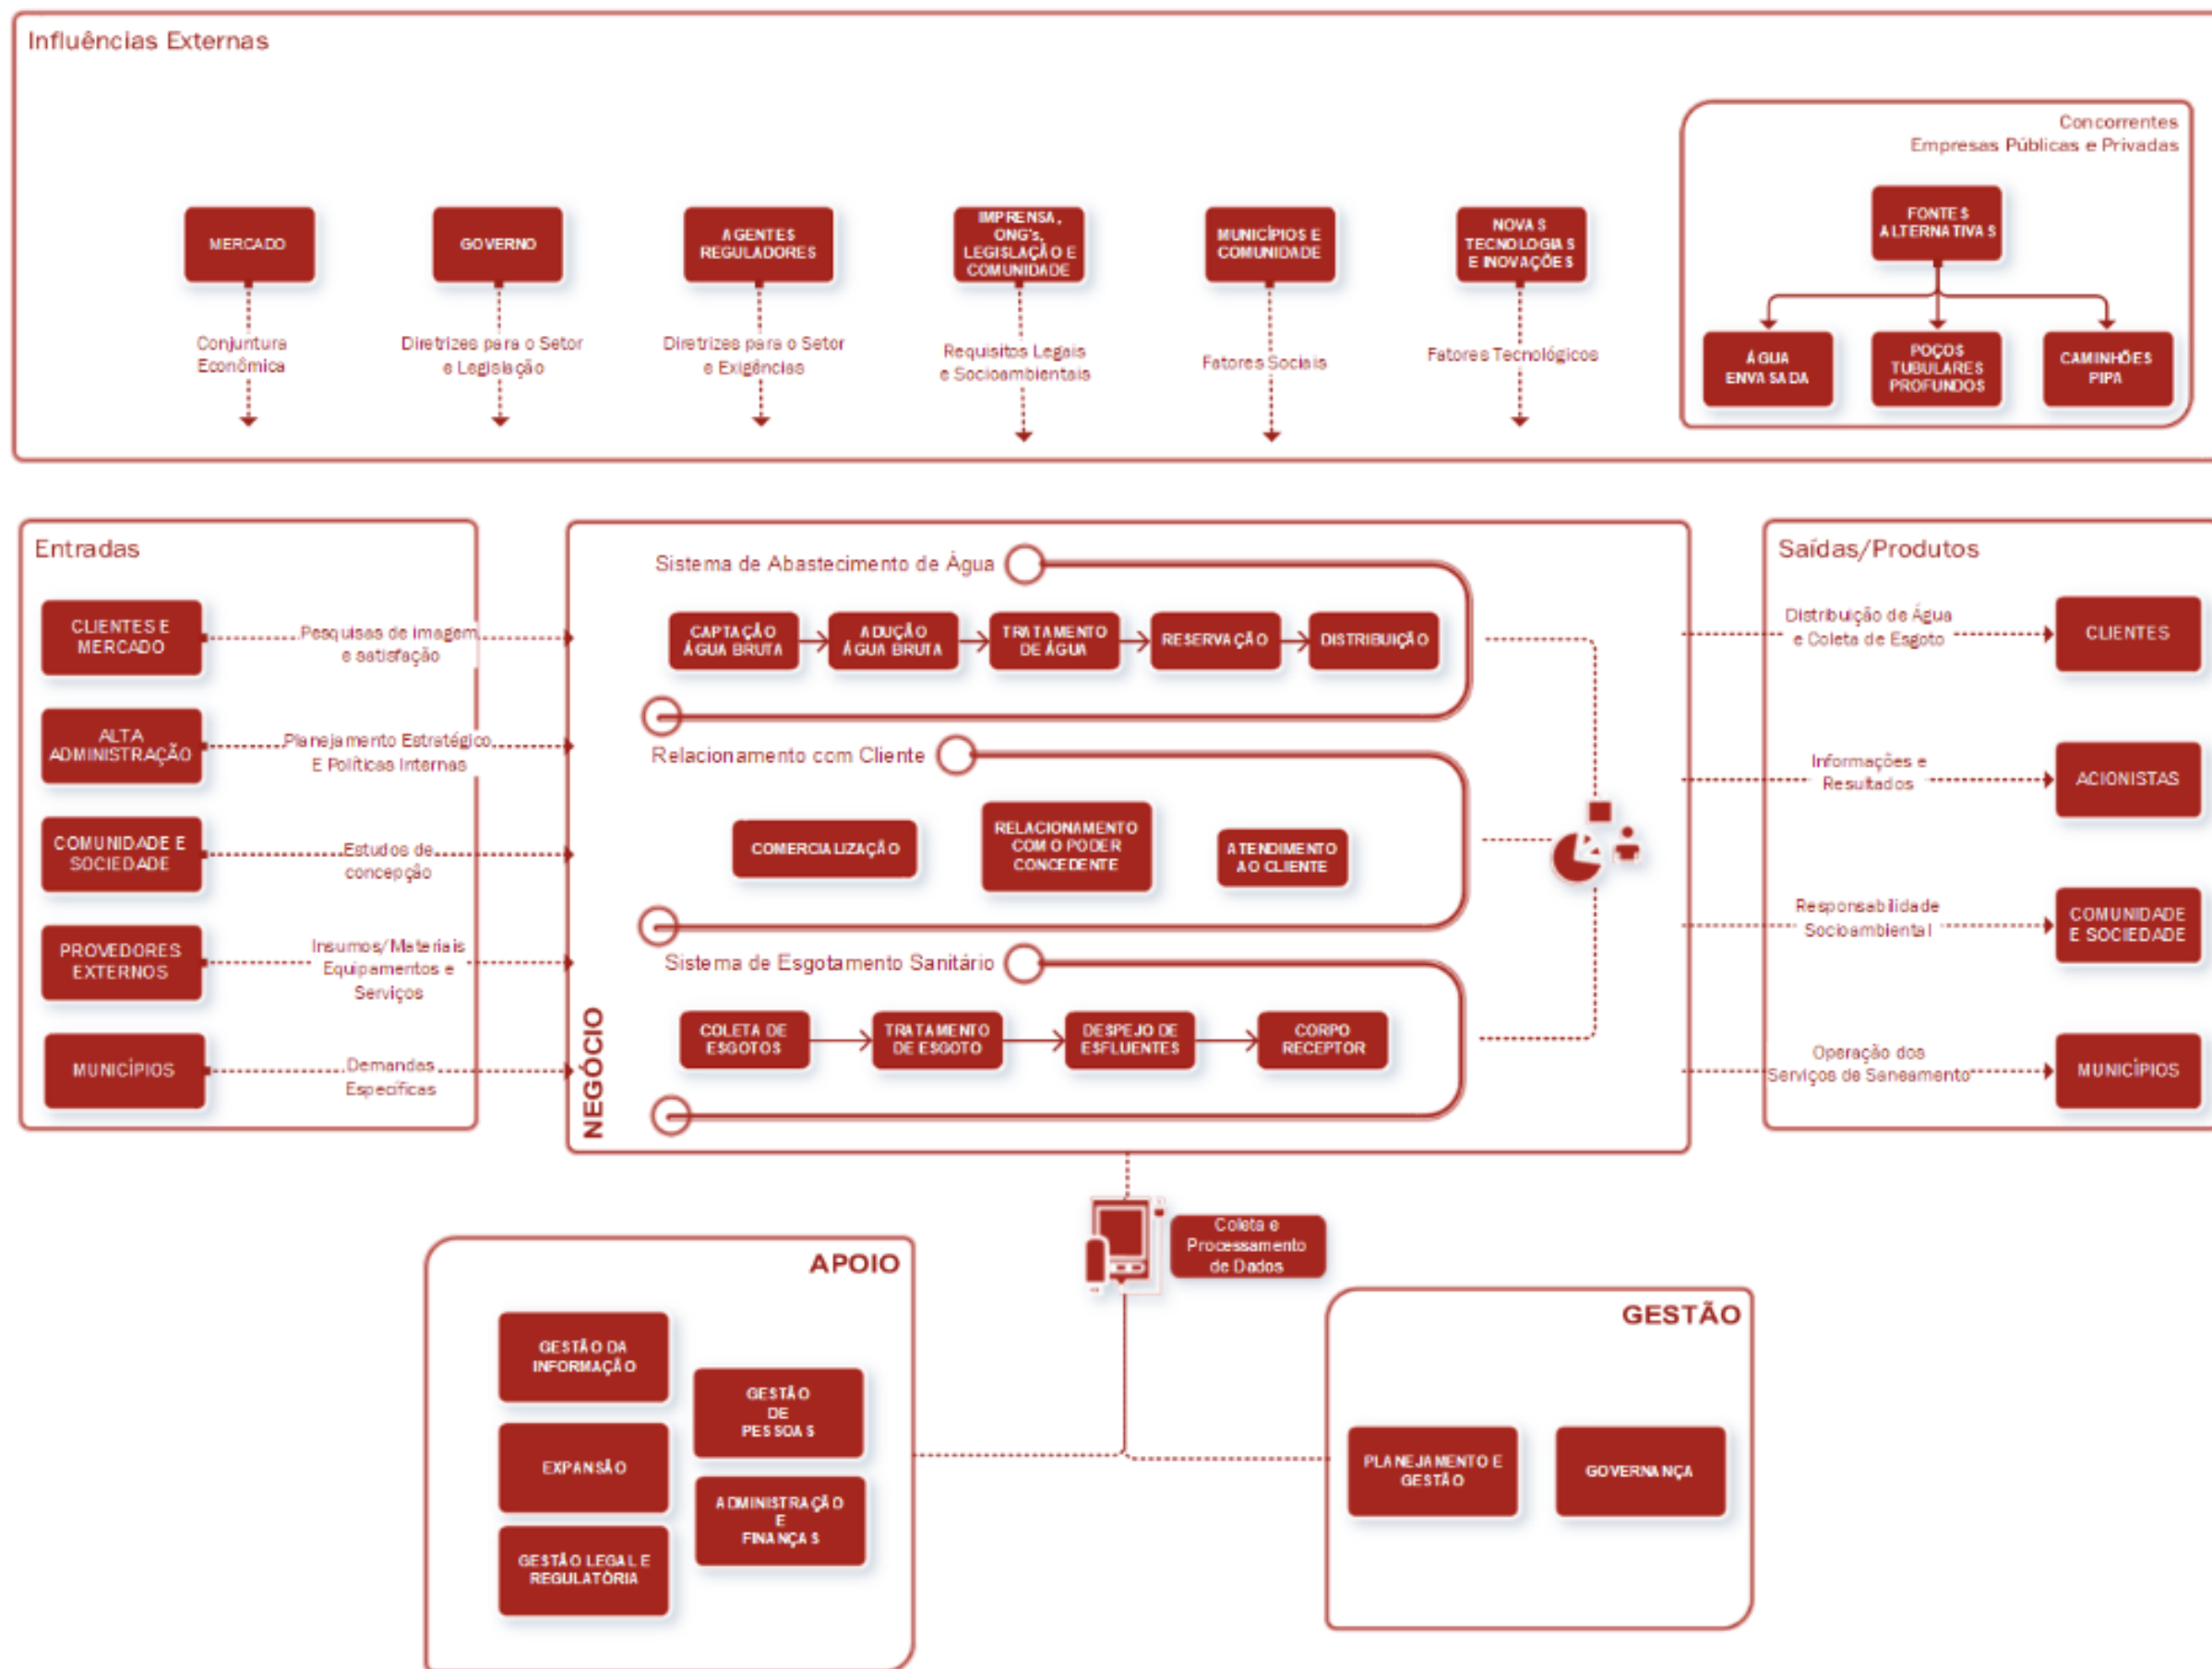 Influências Externas
Concorrentes
Empresas Públicas e Privadas
MERCADO
GOVERNO
AGENTES
REGULADORES
IMPRENSA,
ONG's,
LEGISLAÇÃO E
COMUNIDADE
MUNICÍPIOS E
COMUNIDADE
NOVAS
TECNOLOGIAS
E INOVAÇÕES
FONTES
ALTERNATIVAS
Conjuntura
Econômica
Diretrizes para o Setor
e Legislação
Diretrizes para o Setor
e Exigências
Requisitos Legais
e Socioambientais
Fatores Sociais
Fatores Tecnológicos
ÁGUA
ENVASADA
POÇOS
TUBULARES
PROFUNDOS
CAMINHÕES
PIPA
Entradas
CLIENTES E
MERCADO
Pesquisas de imagem
e satisfação
ALTA
ADMINISTRAÇÃO
Planejamento Estratégico
E Políticas Internas
COMUNIDADE E
SOCIEDADE
Estudos de
concepção
PROVEDORES
EXTERNOS
Insumos/Materiais
Equipamentos e
Serviços
MUNICÍPIOS
Demandas
Específicas
NEGÓCIO
Sistema de Abastecimento de Água
CAPTAÇÃO
ÁGUA BRUTA
ADUÇÃO
ÁGUA BRUTA
TRATAMENTO
DE ÁGUA
RESERVAÇÃO
DISTRIBUIÇÃO
Relacionamento com Cliente
COMERCIALIZAÇÃO
RELACIONAMENTO
COM O PODER
CONCEDENTE
ATENDIMENTO
AO CLIENTE
Sistema de Esgotamento Sanitário
COLETA DE
ESGOTOS
TRATAMENTO
DE ESGOTO
DESPEJO DE
ESFLUENTES
CORPO
RECEPTOR
Saídas/Produtos
Distribuição de Água
e Coleta de Esgoto
CLIENTES
Informações e
Resultados
ACIONISTAS
Responsabilidade
Socioambiental
COMUNIDADE
E SOCIEDADE
Operação dos
Serviços de Saneamento
MUNICÍPIOS
Coleta e
Processamento
de Dados
APOIO
GESTÃO DA
INFORMAÇÃO
GESTÃO
DE
PESSOAS
EXPANSÃO
ADMINISTRAÇÃO
E
FINANÇAS
GESTÃO LEGAL E
REGULATÓRIA
GESTÃO
PLANEJAMENTO E
GESTÃO
GOVERNANÇA